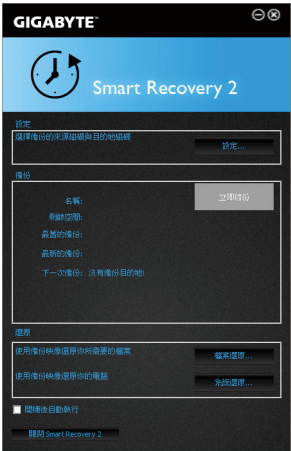 GIGABYTE™
Smart Recovery 2
設定
選擇備份的來源磁碟與目的地磁碟
設定...
備份
立即備份
名稱:
剩餘空間:
最舊的備份:
最新的備份:
下一次備份: 沒有備份目的地!
還原
使用備份映像還原你所需要的檔案
檔案還原...
使用備份映像還原你的電腦
系統還原...
開機後自動執行
關閉 Smart Recovery 2